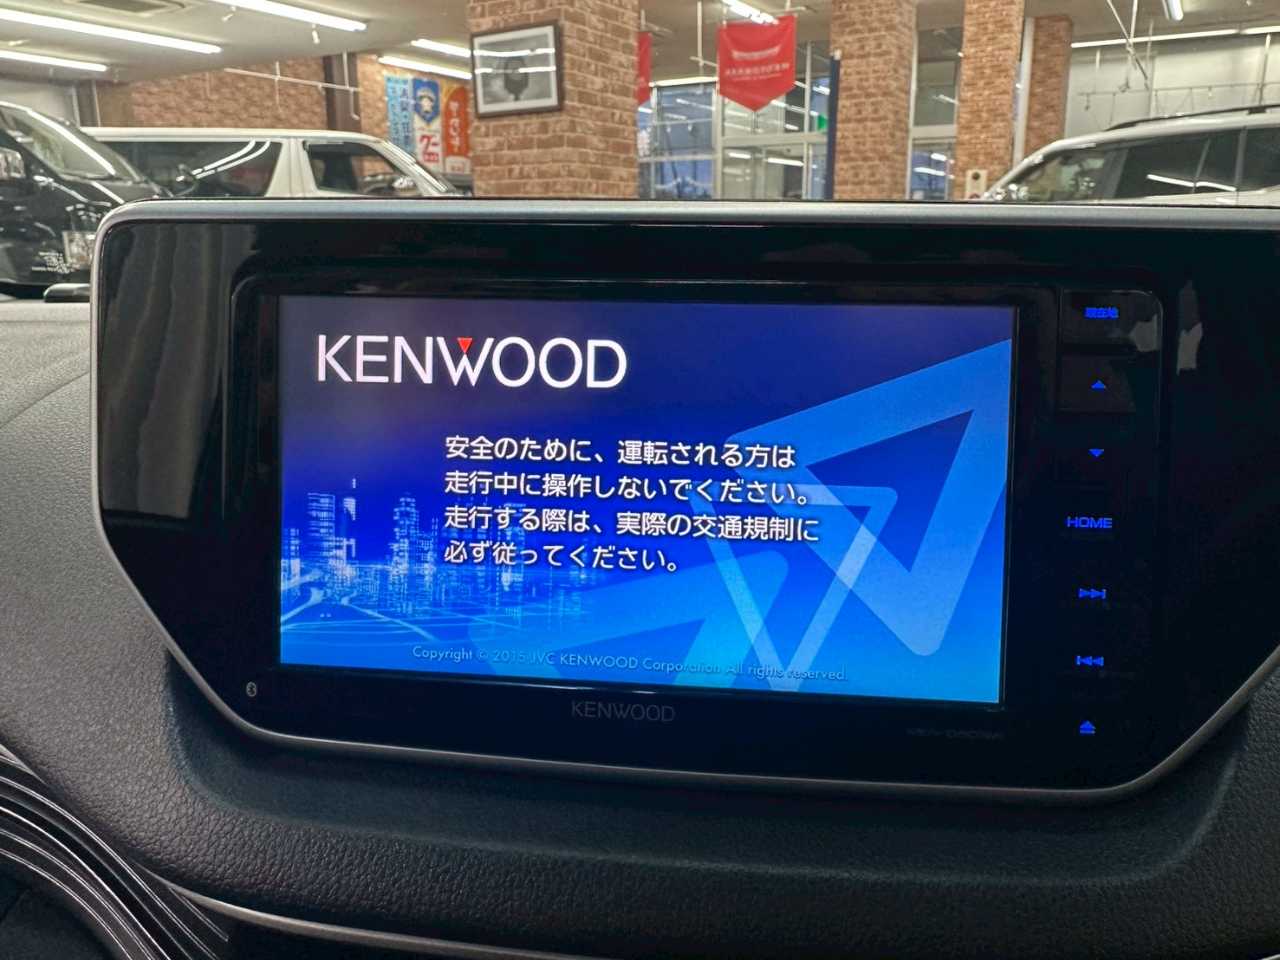 KENWOOD
安全のために、運転される方は
走行中に操作しないでください。
走行する際は、実際の交通規制に
必ず従ってください。
Copyright © 2015 JVC KENWOOD Corporation All rights reserved.
KENWOOD
現在地
HOME